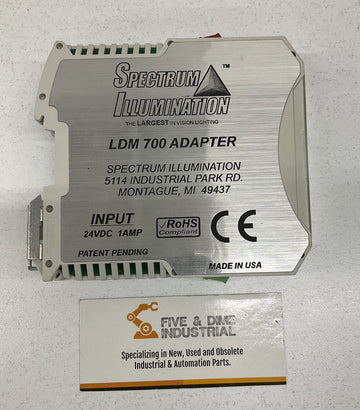 SPECTRUM
ILLUMINATION
™
THE LARGEST IN VISION LIGHTING
LDM 700 ADAPTER
SPECTRUM ILLUMINATION
5114 INDUSTRIAL PARK RD.
MONTAGUE, MI 49437
INPUT
24VDC 1AMP
PATENT PENDING
✓RoHS
Compliant
CE
MADE IN USA
FIVE & DIME
INDUSTRIAL
Specializing in New, Used and Obsolete
Industrial & Automation Parts.